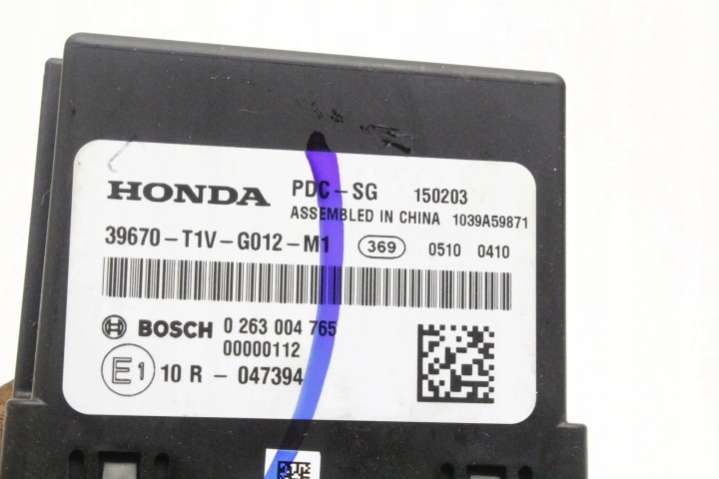 HONDA PDC-SG 150203
ASSEMBLED IN CHINA 1039A59871
39670-T1V-G012-M1 369 0510 0410
BOSCH 0 263 004 765
00000112
E1 10 R - 047394